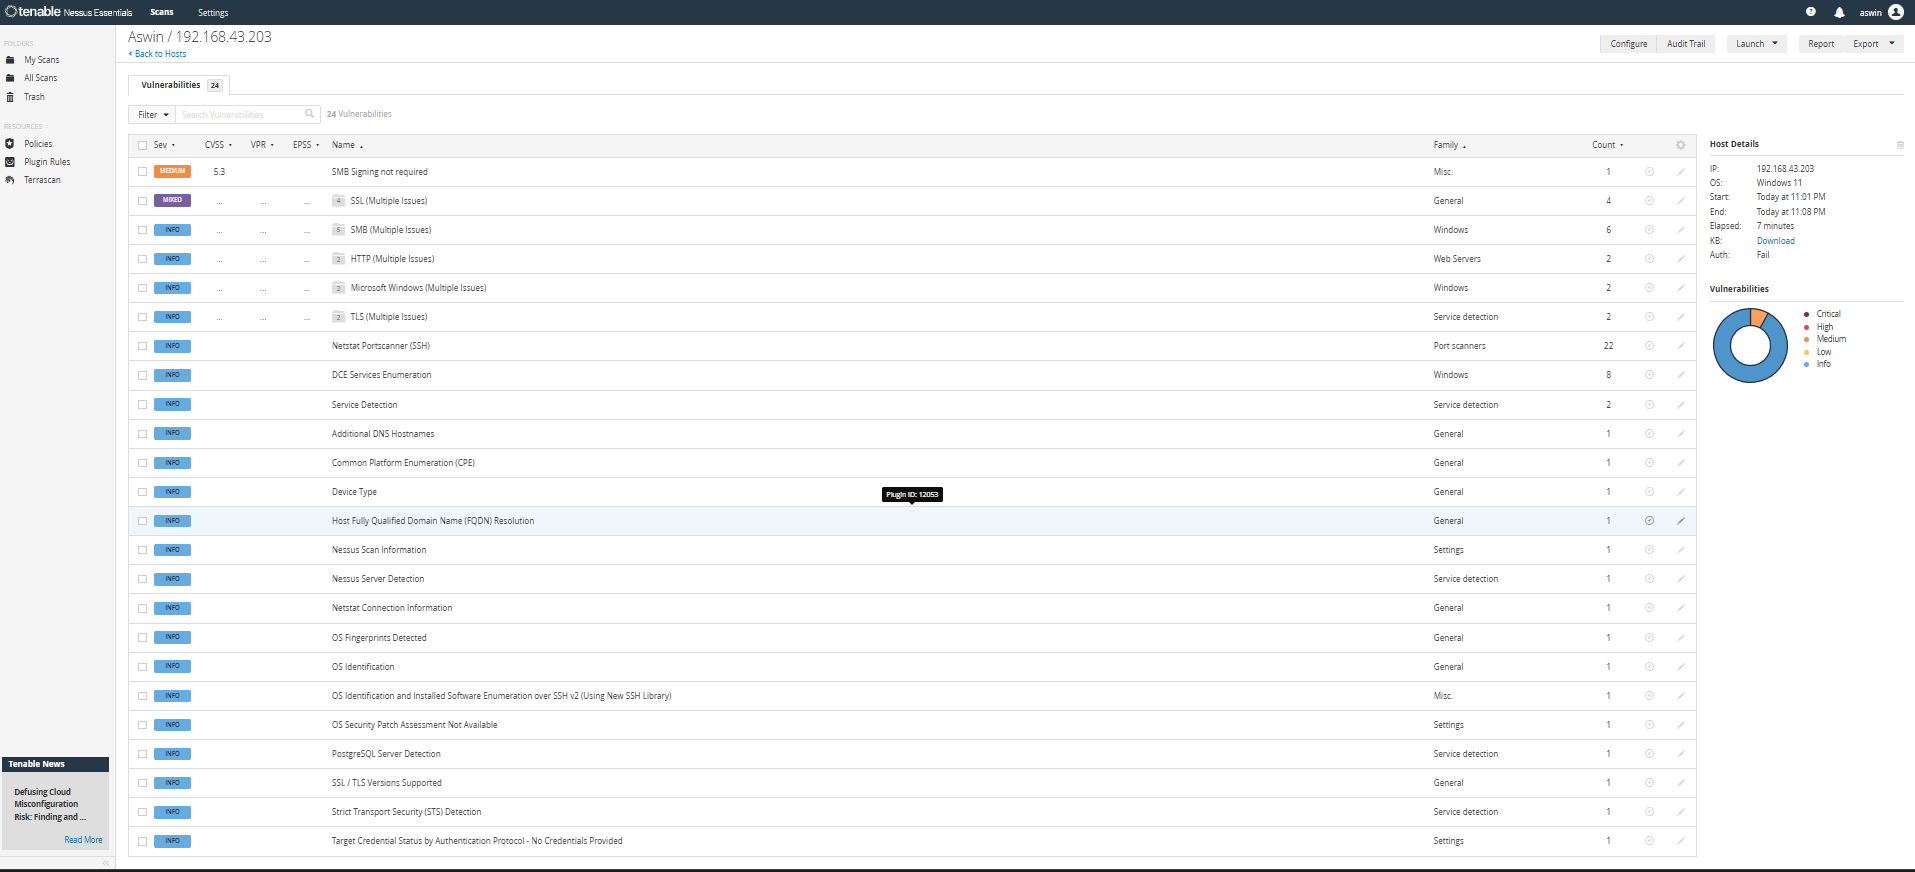 tenable Nessus Essentials Scans Settings aswin
FOLDERS
My Scans
All Scans
Trash
RESOURCES
Policies
Plugin Rules
Terrascan
Tenable News
Defusing Cloud
Misconfiguration
Risk: Finding and ...
Read More
Aswin / 192.168.43.203
Back to Hosts
Configure Audit Trail Launch Report Export
Vulnerabilities 24
Filter Search Vulnerabilities 24 Vulnerabilities
Sev CVSS VPR EPSS Name Family Count
MEDIUM 5.3 SMB Signing not required Misc. 1
MIXED ... ... ... 4 SSL (Multiple Issues) General 4
INFO ... ... ... 5 SMB (Multiple Issues) Windows 6
INFO ... ... ... 2 HTTP (Multiple Issues) Web Servers 2
INFO ... ... ... 2 Microsoft Windows (Multiple Issues) Windows 2
INFO ... ... ... 2 TLS (Multiple Issues) Service detection 2
INFO Netstat Portscanner (SSH) Port scanners 22
INFO DCE Services Enumeration Windows 8
INFO Service Detection Service detection 2
INFO Additional DNS Hostnames General 1
INFO Common Platform Enumeration (CPE) General 1
INFO Device Type General 1
Plugin ID: 12053
INFO Host Fully Qualified Domain Name (FQDN) Resolution General 1
INFO Nessus Scan Information Settings 1
INFO Nessus Server Detection Service detection 1
INFO Netstat Connection Information General 1
INFO OS Fingerprints Detected General 1
INFO OS Identification General 1
INFO OS Identification and Installed Software Enumeration over SSH v2 (Using New SSH Library) Misc. 1
INFO OS Security Patch Assessment Not Available Settings 1
INFO PostgreSQL Server Detection Service detection 1
INFO SSL / TLS Versions Supported General 1
INFO Strict Transport Security (STS) Detection Service detection 1
INFO Target Credential Status by Authentication Protocol - No Credentials Provided Settings 1
Host Details
IP: 192.168.43.203
OS: Windows 11
Start: Today at 11:01 PM
End: Today at 11:08 PM
Elapsed: 7 minutes
KB: Download
Auth: Fail
Vulnerabilities
Critical
High
Medium
Low
Info